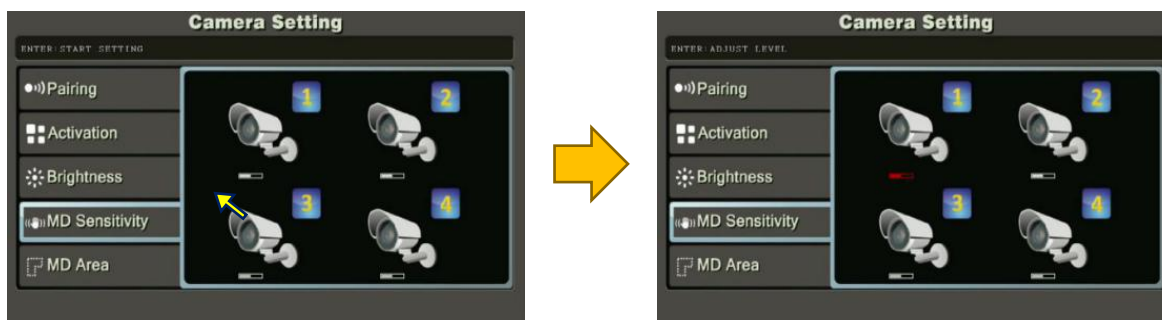 Camera Setting
ENTER:START SETTING
Pairing
Activation
Brightness
MD Sensitivity
MD Area
1
2
3
4
Camera Setting
ENTER:ADJUST LEVEL
Pairing
Activation
Brightness
MD Sensitivity
MD Area
1
2
3
4